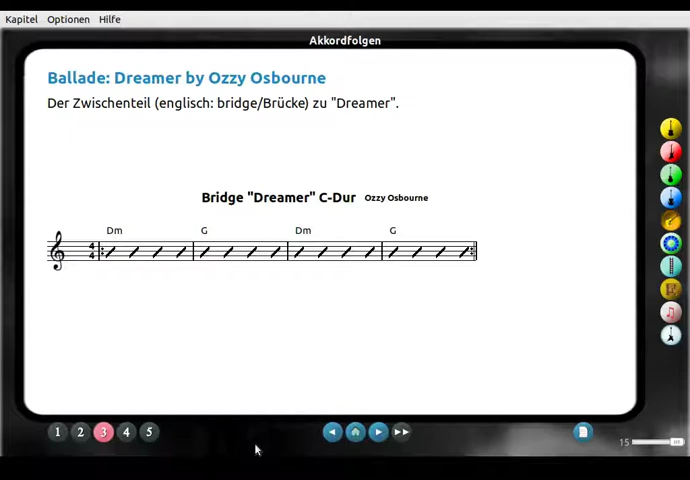 Kapitel Optionen Hilfe
Akkordfolgen
Ballade: Dreamer by Ozzy Osbourne
Der Zwischenteil (englisch: bridge/Brücke) zu "Dreamer".
Bridge "Dreamer" C-Dur Ozzy Osbourne
Dm G Dm G
4
4
1 2 3 4 5
15